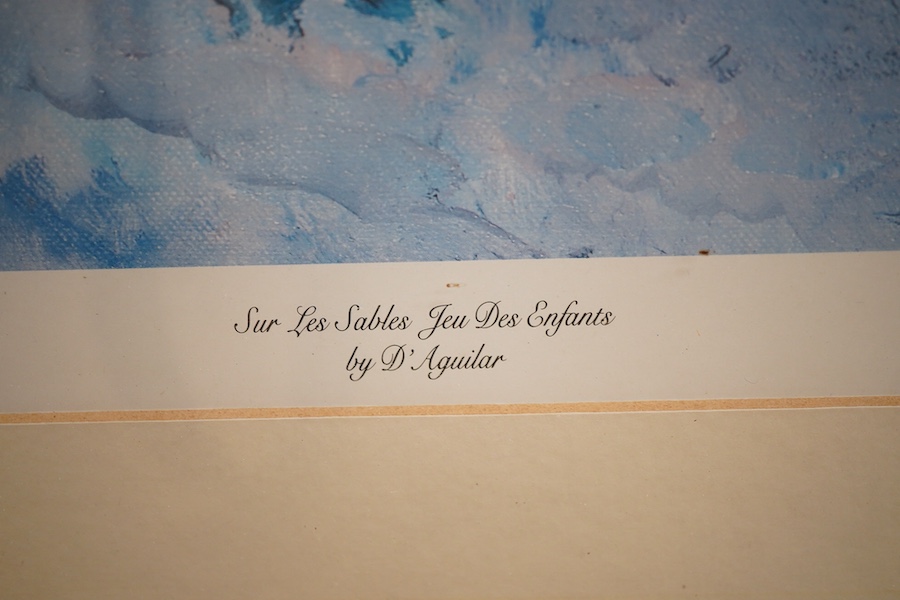 Sur Les Sables Jeu Des Enfants
by D'Aguilar